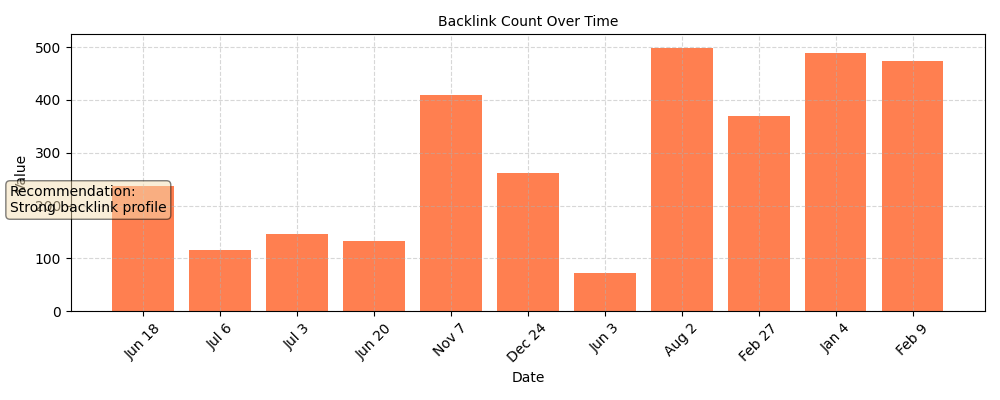 Backlink Count Over Time
Value
500
400
300
200
100
0
Recommendation:
Strong backlink profile
Jun 18
Jul 6
Jul 3
Jun 20
Nov 7
Dec 24
Jun 3
Aug 2
Feb 27
Jan 4
Feb 9
Date